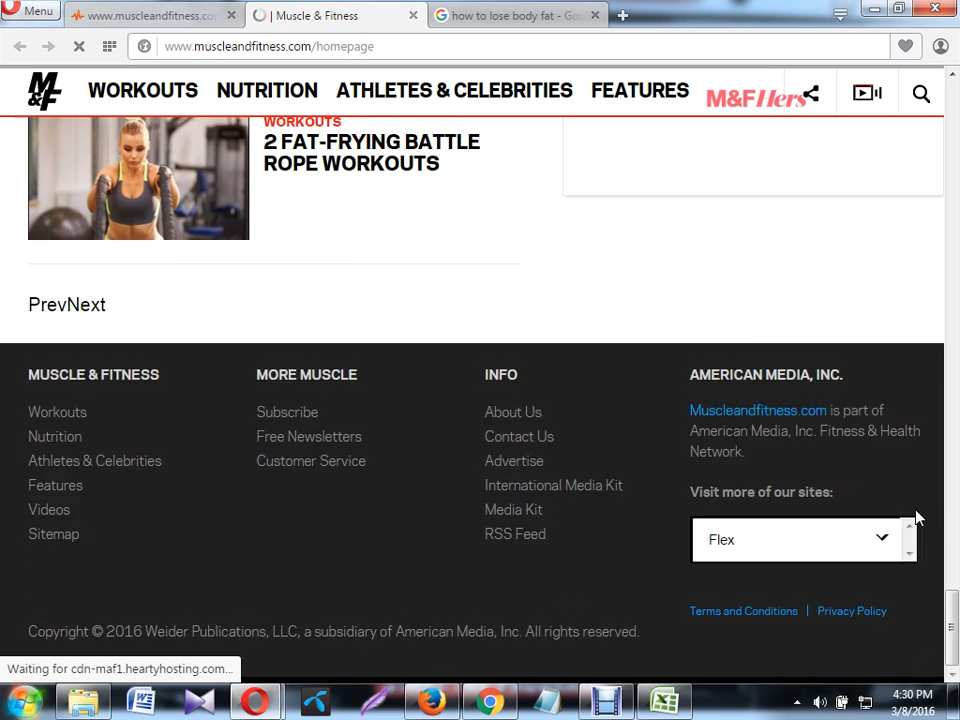 Menu
www.muscleandfitness.com
| Muscle & Fitness
how to lose body fat - Goo
www.muscleandfitness.com/homepage
M&F
WORKOUTS NUTRITION ATHLETES & CELEBRITIES FEATURES
M&F Hers
WORKOUTS
2 FAT-FRYING BATTLE
ROPE WORKOUTS
PrevNext
MUSCLE & FITNESS
Workouts
Nutrition
Athletes & Celebrities
Features
Videos
Sitemap
MORE MUSCLE
Subscribe
Free Newsletters
Customer Service
INFO
About Us
Contact Us
Advertise
International Media Kit
Media Kit
RSS Feed
AMERICAN MEDIA, INC.
Muscleandfitness.com is part of
American Media, Inc. Fitness & Health
Network.
Visit more of our sites:
Flex
Terms and Conditions | Privacy Policy
Copyright © 2016 Weider Publications, LLC, a subsidiary of American Media, Inc. All rights reserved.
Waiting for cdn-maf1.heartyhosting.com...
4:30 PM
3/8/2016